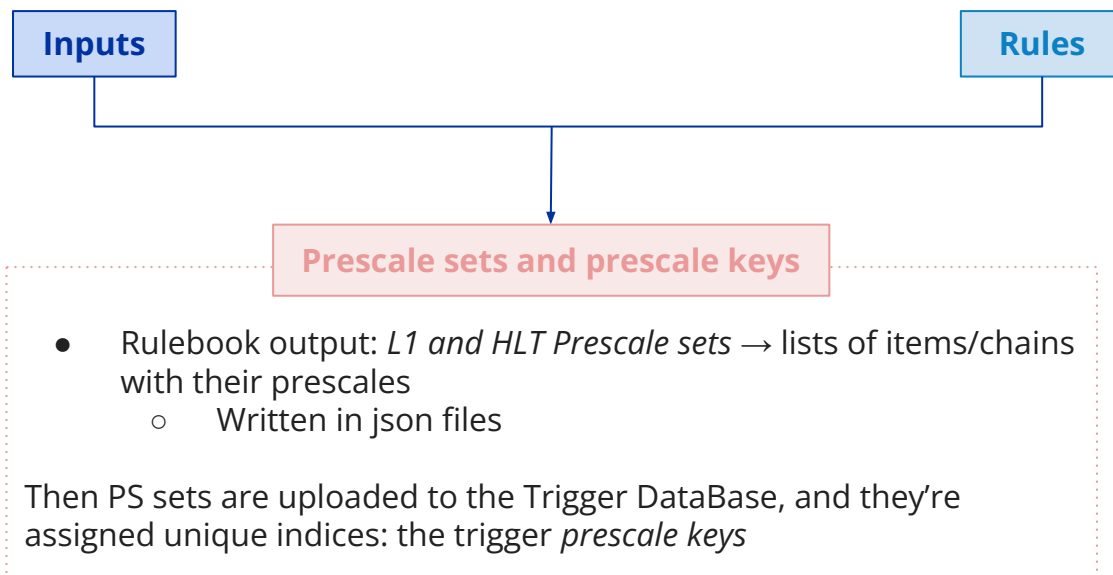 Inputs
Rules
Prescale sets and prescale keys
● Rulebook output: L1 and HLT Prescale sets → lists of items/chains
with their prescales
○ Written in json files
Then PS sets are uploaded to the Trigger DataBase, and they’re
assigned unique indices: the trigger prescale keys